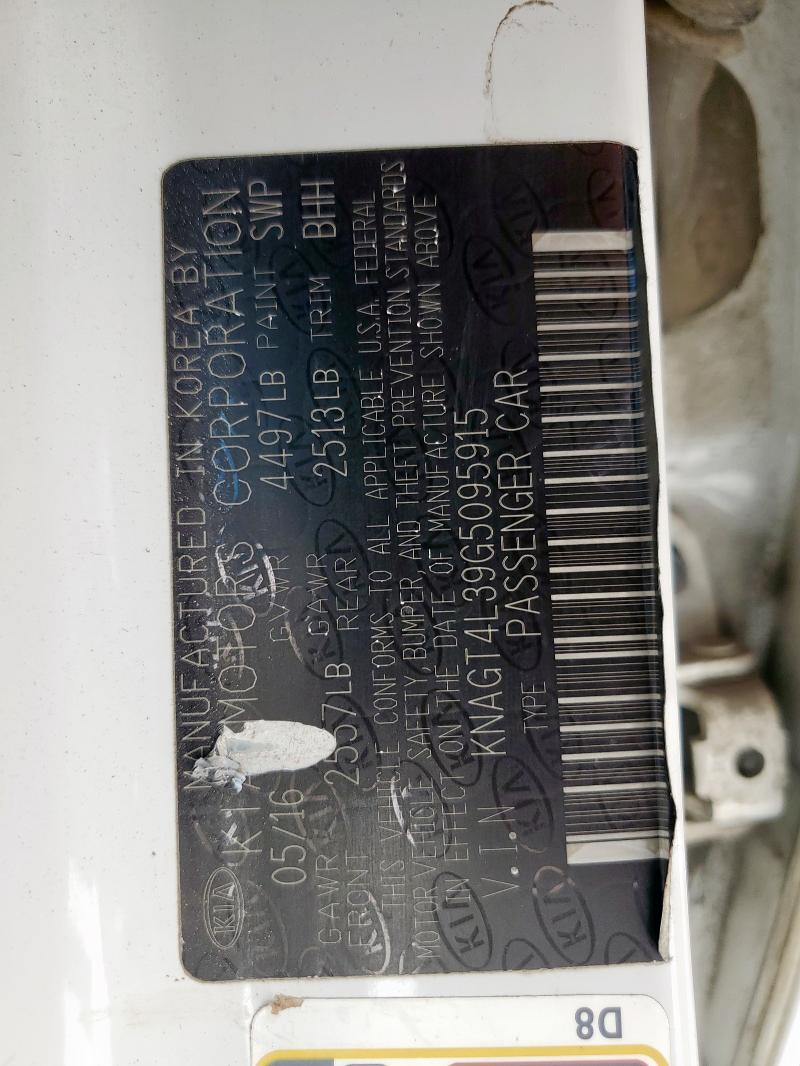 KIA
MANUFACTURED IN KOREA BY
KIA MOTORS CORPORATION
05/16 GVWR 4497LB PAINT SWP
GAWR FRONT 2557LB GAWR REAR 2513LB TRIM BHH
THIS VEHICLE CONFORMS TO ALL APPLICABLE U.S.A. FEDERAL
MOTOR VEHICLE SAFETY, BUMPER AND THEFT PREVENTION STANDARDS
IN EFFECT ON THE DATE OF MANUFACTURE SHOWN ABOVE
V.I.N KNAGT4L39G5095915
TYPE PASSENGER CAR
D8